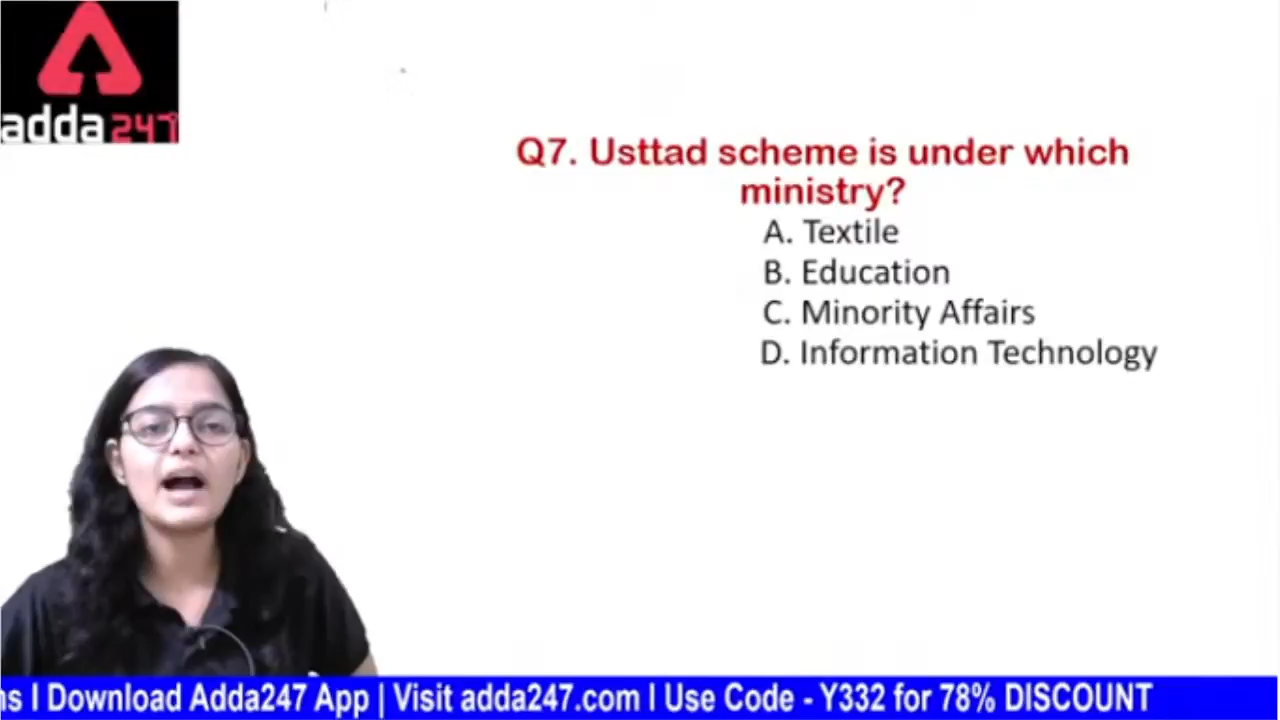 adda247
Q7. Usttad scheme is under which
ministry?
A. Textile
B. Education
C. Minority Affairs
D. Information Technology
ns I Download Adda247 App | Visit adda247.com I Use Code - Y332 for 78% DISCOUNT